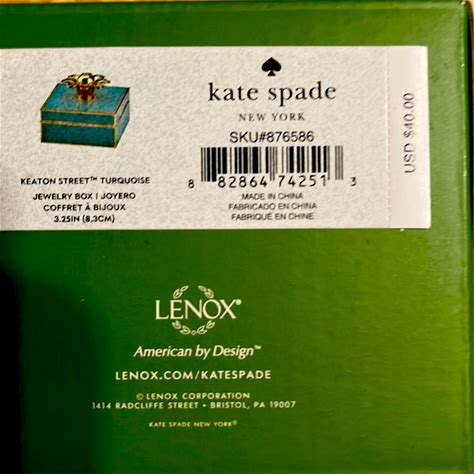 kate spade
NEW YORK
SKU#876586
8 82864 74251 3
MADE IN CHINA
FABRICADO EN CHINA
FABRIQUÉ EN CHINE
USD $40.00
KEATON STREET™ TURQUOISE
JEWELRY BOX | JOYERO
COFFRET À BIJOUX
3.25IN (8,3CM)
LENOX®
American by Design™
LENOX.COM/KATESPADE
© LENOX CORPORATION
1414 RADCLIFFE STREET • BRISTOL, PA 19007
KATE SPADE NEW YORK®